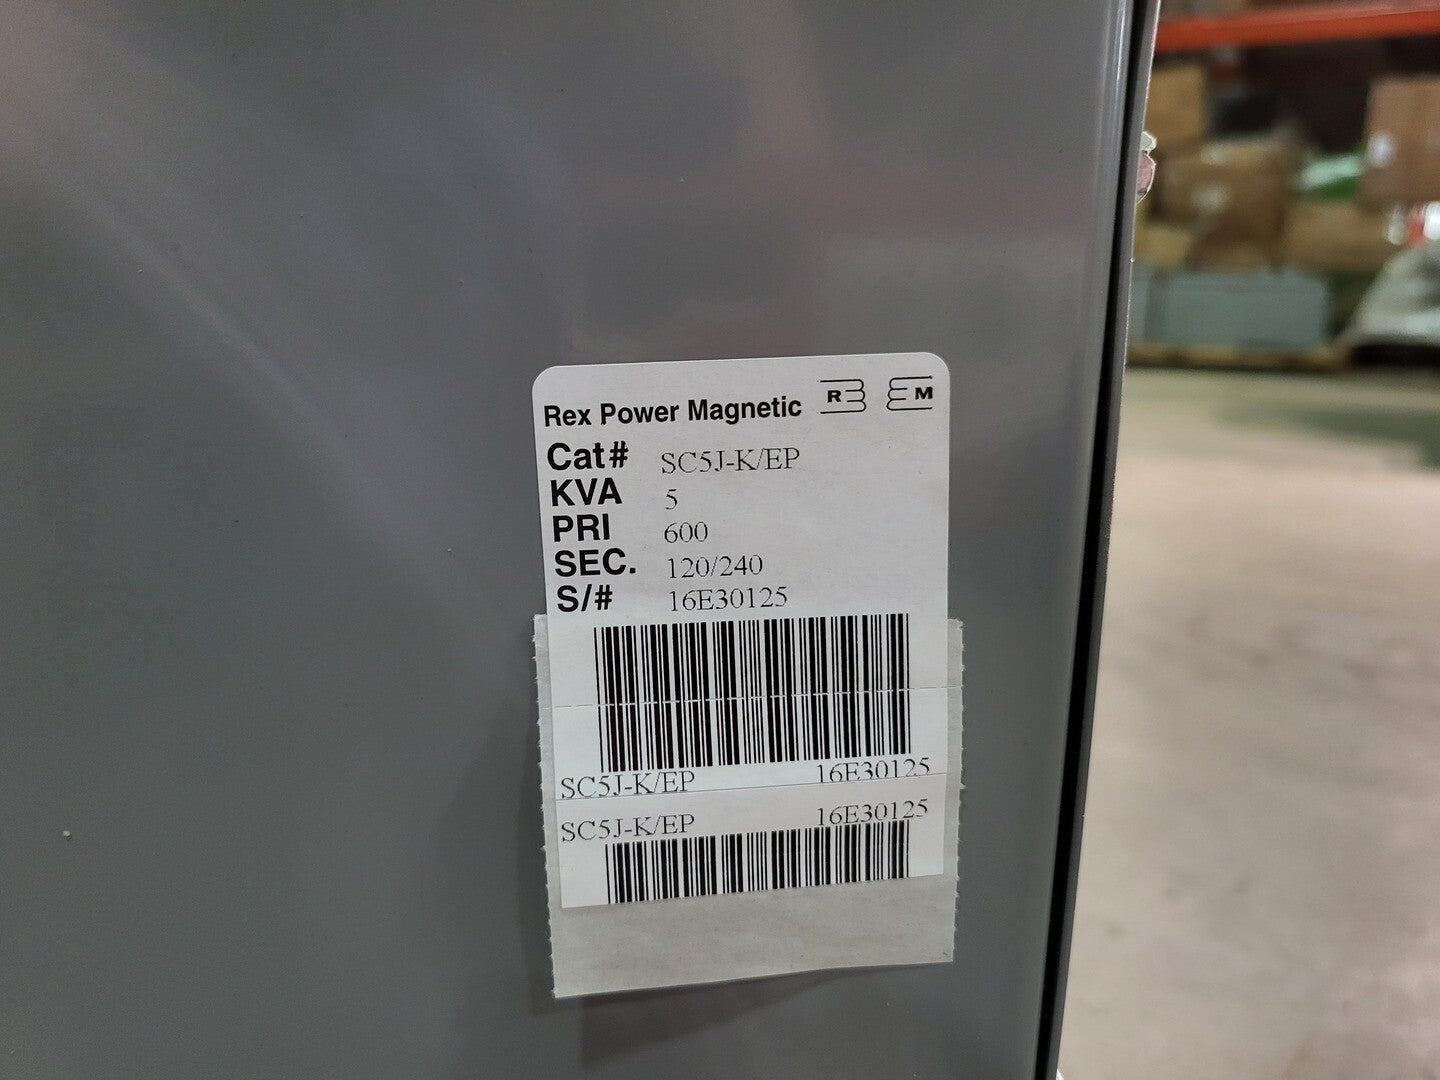 Rex Power Magnetic R EM
Cat# SC5J-K/EP
KVA 5
PRI 600
SEC. 120/240
S/# 16E30125
SC5J-K/EP 16E30125
SC5J-K/EP 16E30125